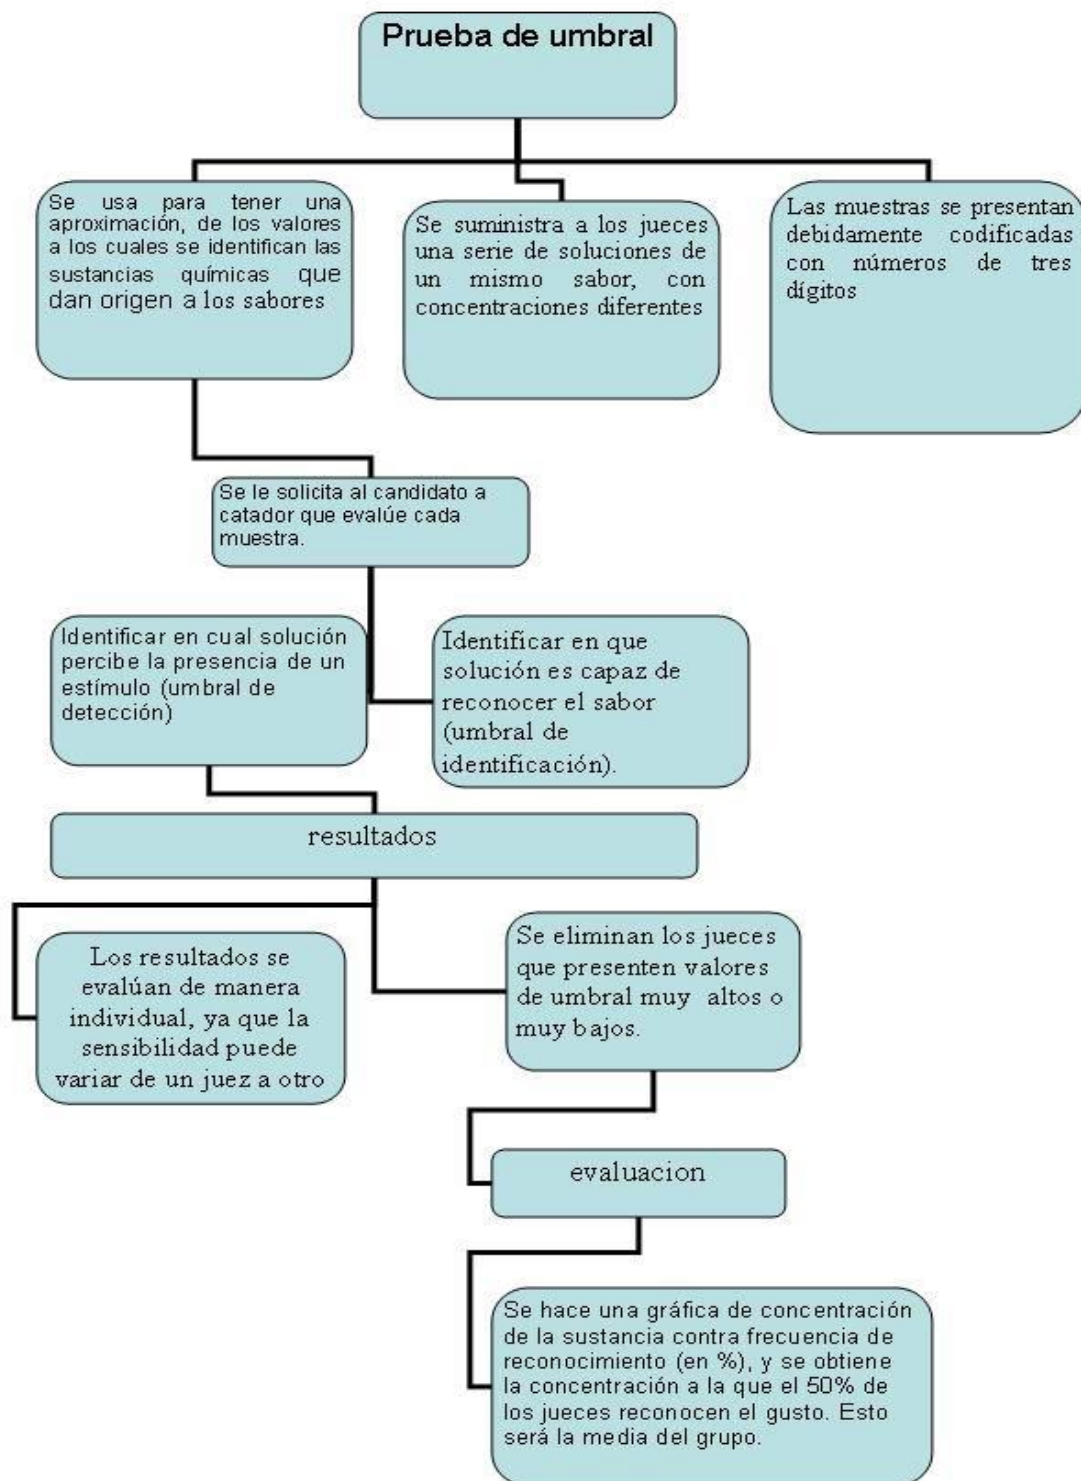 Prueba de umbral
Se usa para tener una
aproximación, de los valores
a los cuales se identifican las
sustancias químicas que
dan origen a los sabores
Se suministra a los jueces
una serie de soluciones de
un mismo sabor, con
concentraciones diferentes
Las muestras se presentan
debidamente codificadas
con números de tres
dígitos
Se le solicita al candidato a
catador que evalúe cada
muestra.
Identificar en cual solución
percibe la presencia de un
estímulo (umbral de
detección)
Identificar en que
solución es capaz de
reconocer el sabor
(umbral de
identificación).
resultados
Los resultados se
evalúan de manera
individual, ya que la
sensibilidad puede
variar de un juez a otro
Se eliminan los jueces
que presenten valores
de umbral muy altos o
muy bajos.
evaluacion
Se hace una gráfica de concentración
de la sustancia contra frecuencia de
reconocimiento (en %), y se obtiene
la concentración a la que el 50% de
los jueces reconocen el gusto. Esto
será la media del grupo.